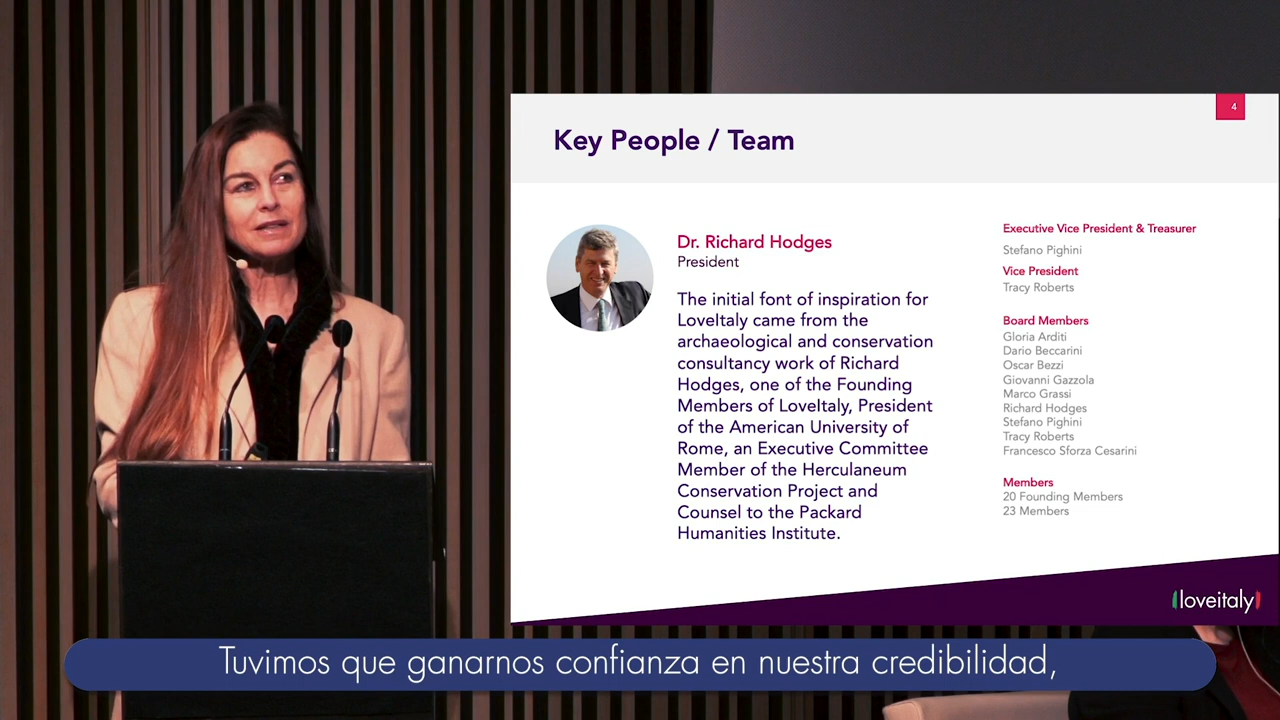 4
Key People / Team
Dr. Richard Hodges
President
The initial font of inspiration for
LoveItaly came from the
archaeological and conservation
consultancy work of Richard
Hodges, one of the Founding
Members of LoveItaly, President
of the American University of
Rome, an Executive Committee
Member of the Herculaneum
Conservation Project and
Counsel to the Packard
Humanities Institute.
Executive Vice President & Treasurer
Stefano Pighini
Vice President
Tracy Roberts
Board Members
Gloria Arditi
Dario Beccarini
Oscar Bezzi
Giovanni Gazzola
Marco Grassi
Richard Hodges
Stefano Pighini
Tracy Roberts
Francesco Sforza Cesarini
Members
20 Founding Members
23 Members
loveitaly
Tuvimos que ganarnos confianza en nuestra credibilidad,